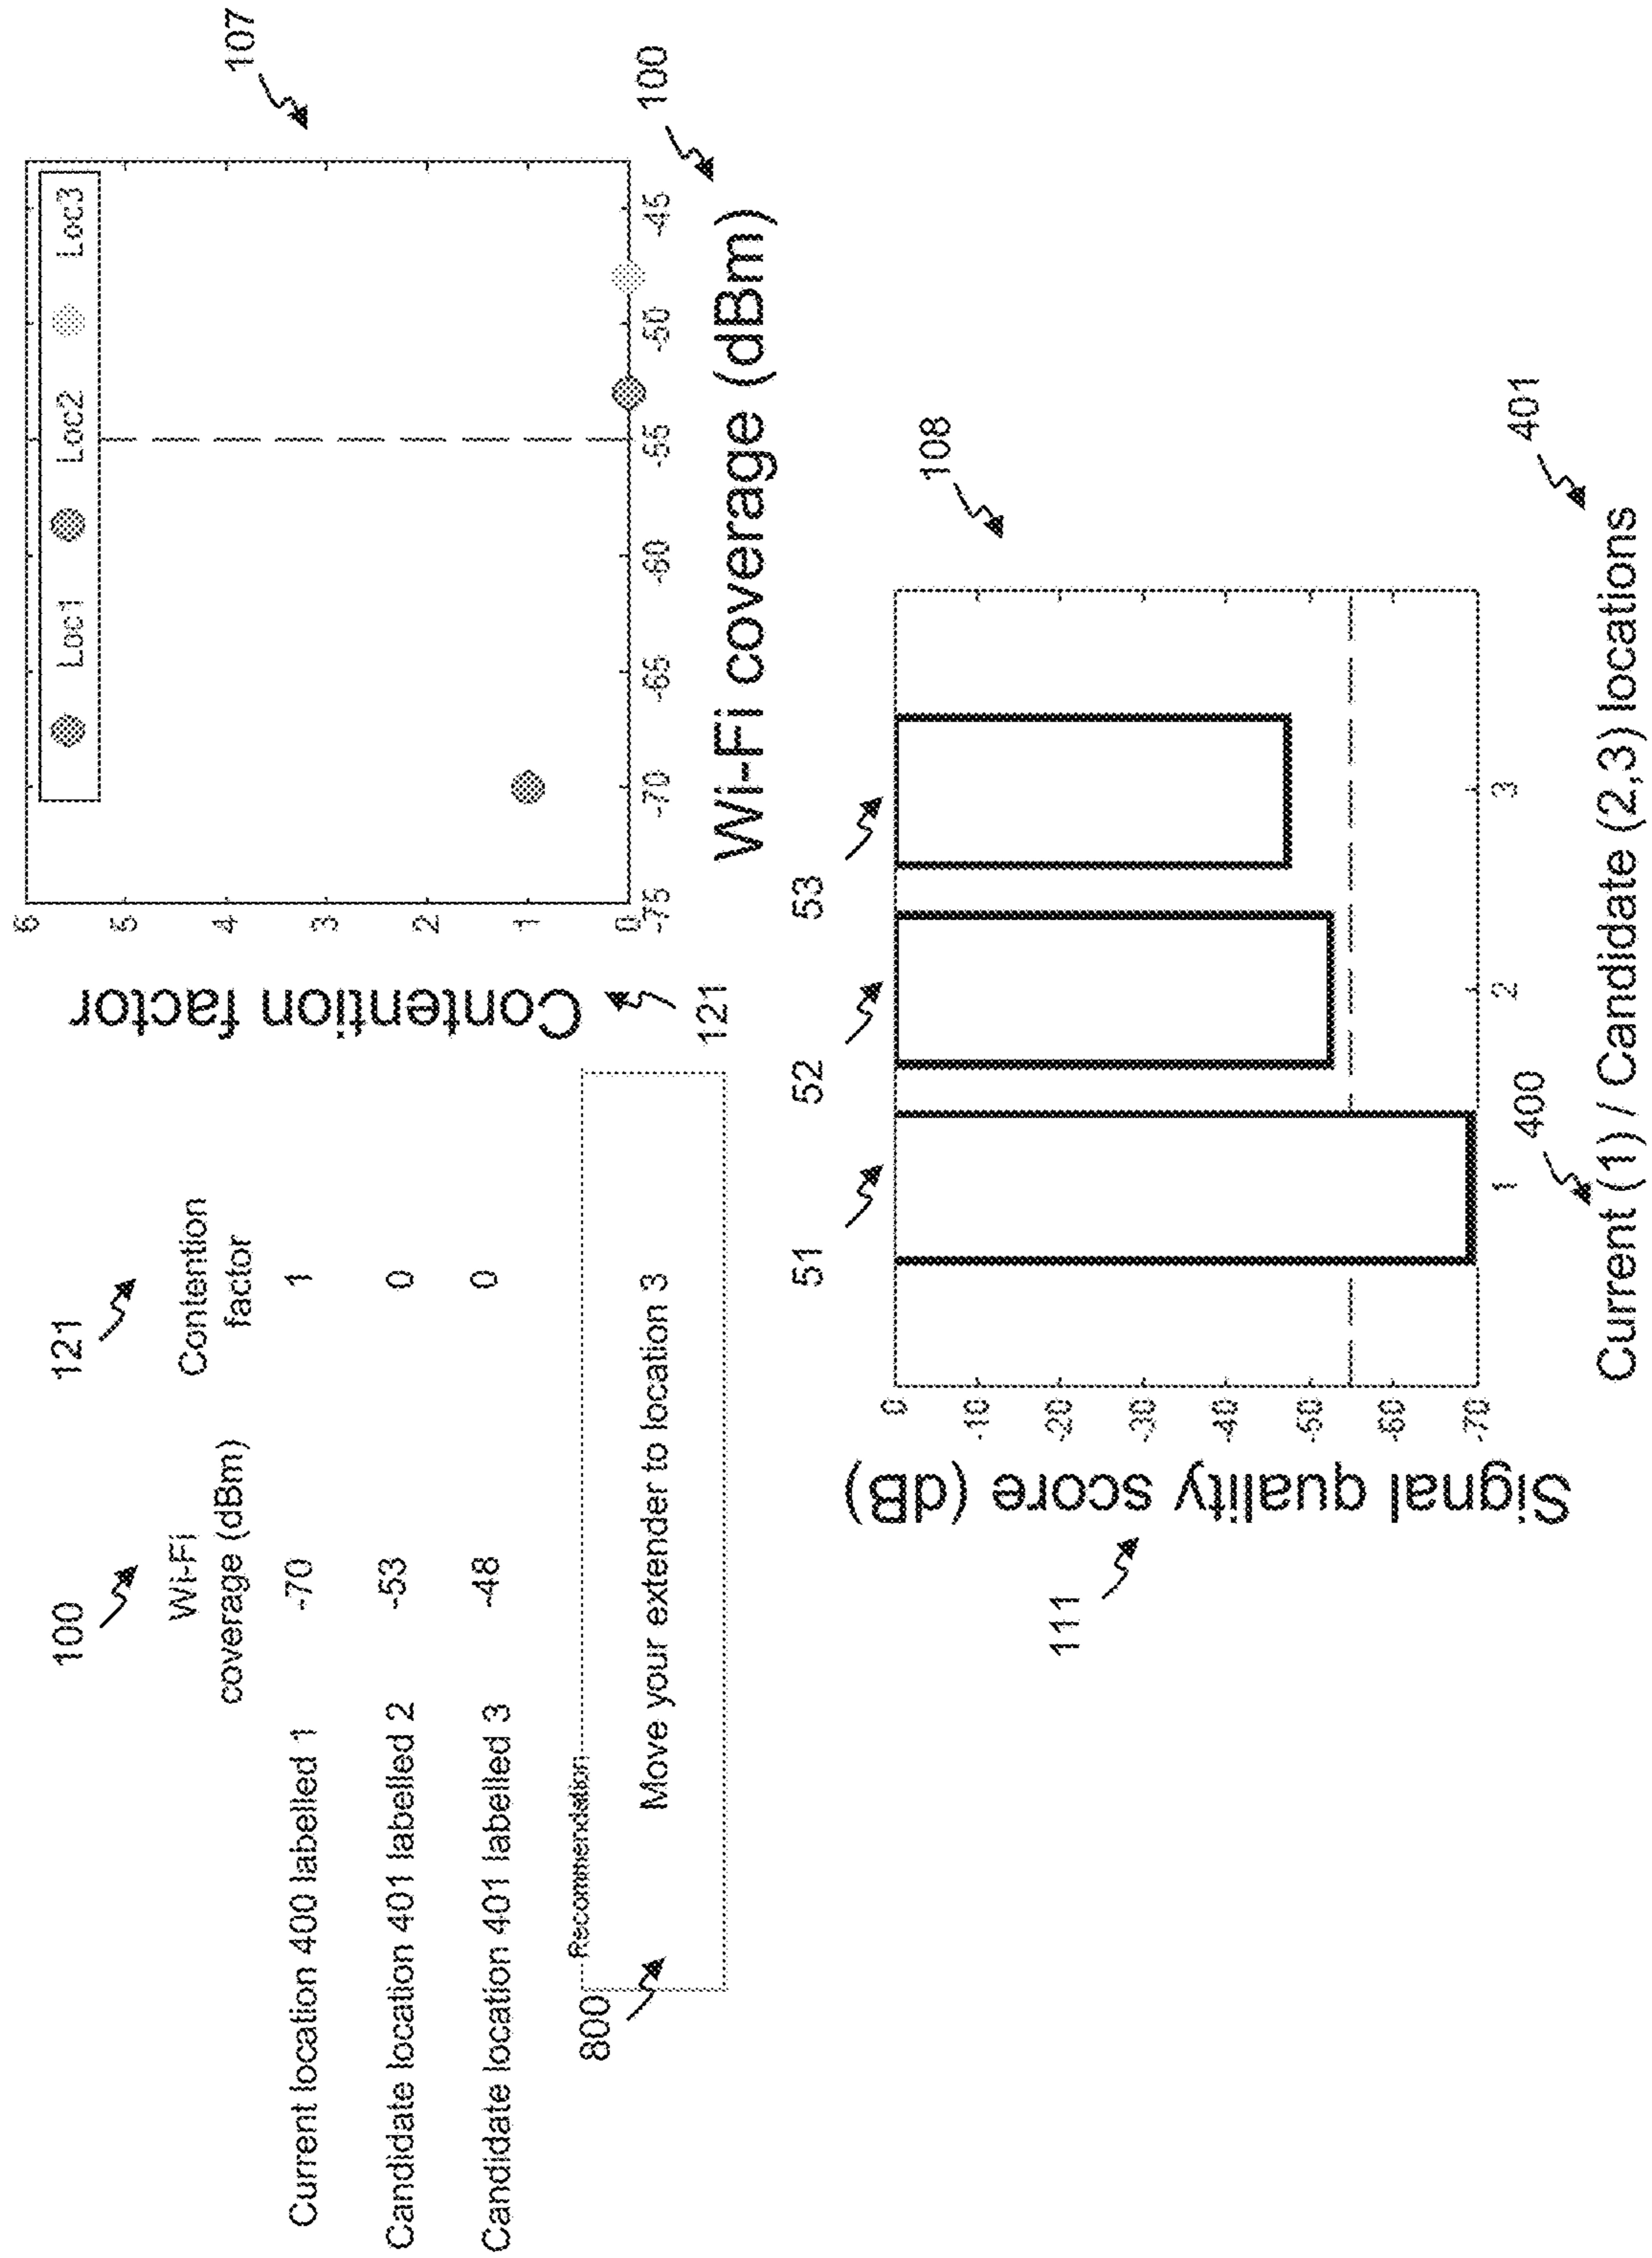 100
121
Wi-Fi
coverage (dBm)
Contention
factor
Current location 400 labelled 1
-70
1
Candidate location 401 labelled 2
-53
0
Candidate location 401 labelled 3
-48
0
Recommendation
Move your extender to location 3
800
107
Loc1 Loc2 Loc3
6
5
4
3
2
1
0
Contention factor
121
-75 -70 -65 -60 -55 -50 -45
Wi-Fi coverage (dBm)
100
108
51 52 53
0
-10
-20
-30
-40
-50
-60
-70
Signal quality score (dB)
111
1 2 3
400
401
Current (1) / Candidate (2,3) locations